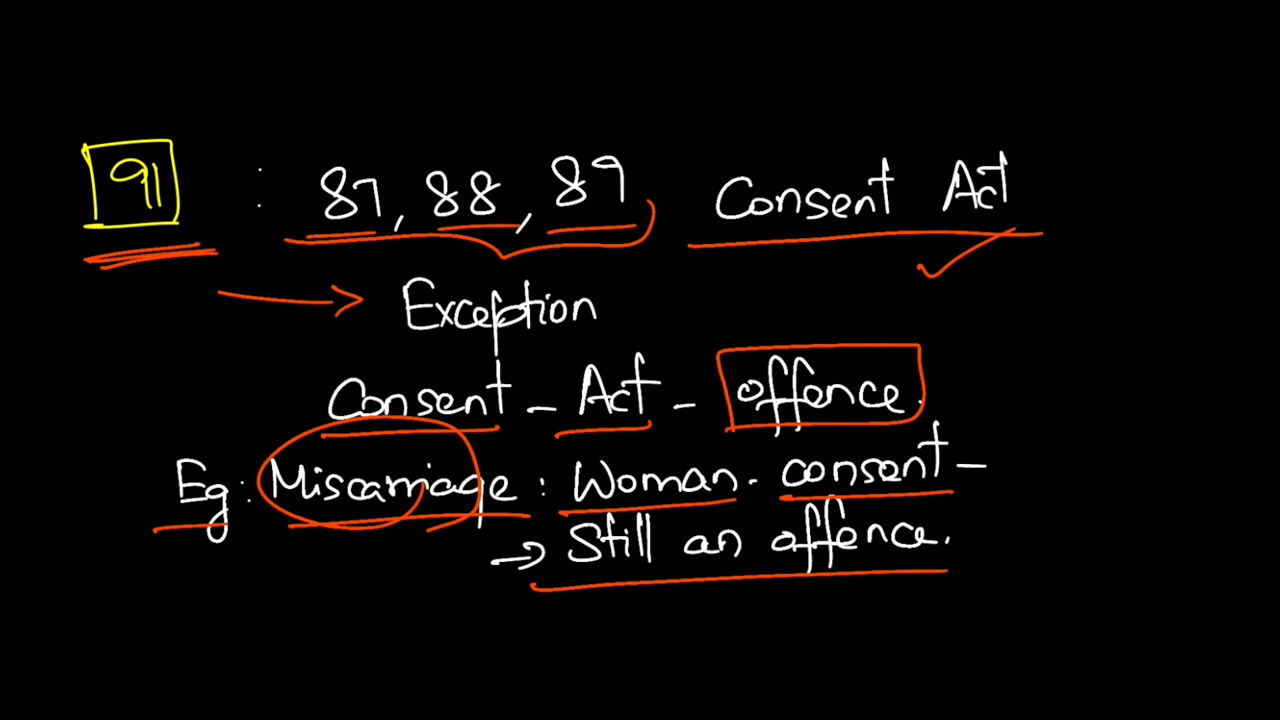 91 : 87, 88, 89 Consent Act
Exception
Consent - Act - offence.
Eg: Miscarriage : Woman. consent -
→ Still an offence.